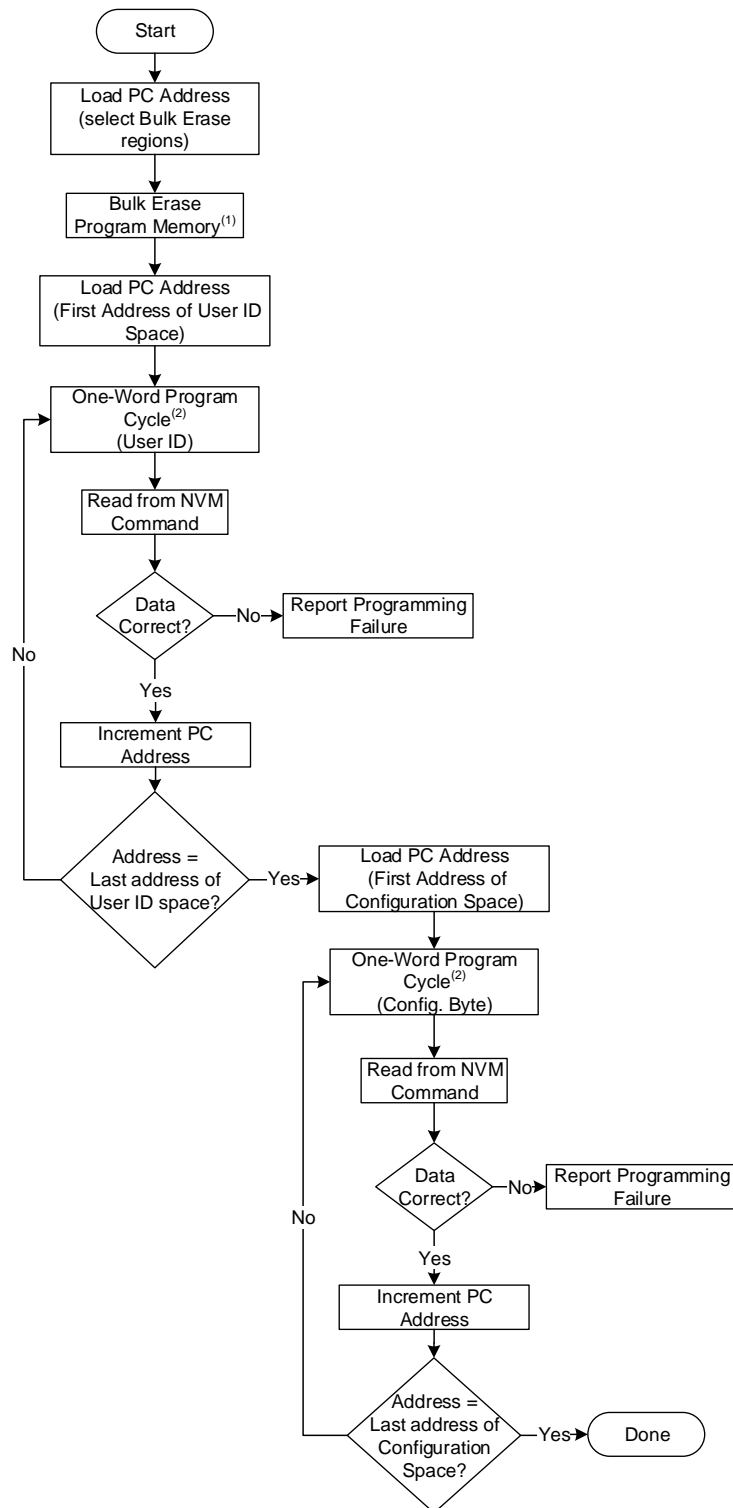 Start
Load PC Address
(select Bulk Erase
regions)
Bulk Erase
Program Memory(1)
Load PC Address
(First Address of User ID
Space)
One-Word Program
Cycle(2)
(User ID)
Read from NVM
Command
Data
Correct?
No
Report Programming
Failure
No
Yes
Increment PC
Address
Address =
Last address of
User ID space?
Yes
Load PC Address
(First Address of
Configuration Space)
One-Word Program
Cycle(2)
(Config. Byte)
Read from NVM
Command
Data
Correct?
No
Report Programming
Failure
No
Yes
Increment PC
Address
Address =
Last address of
Configuration
Space?
Yes
Done